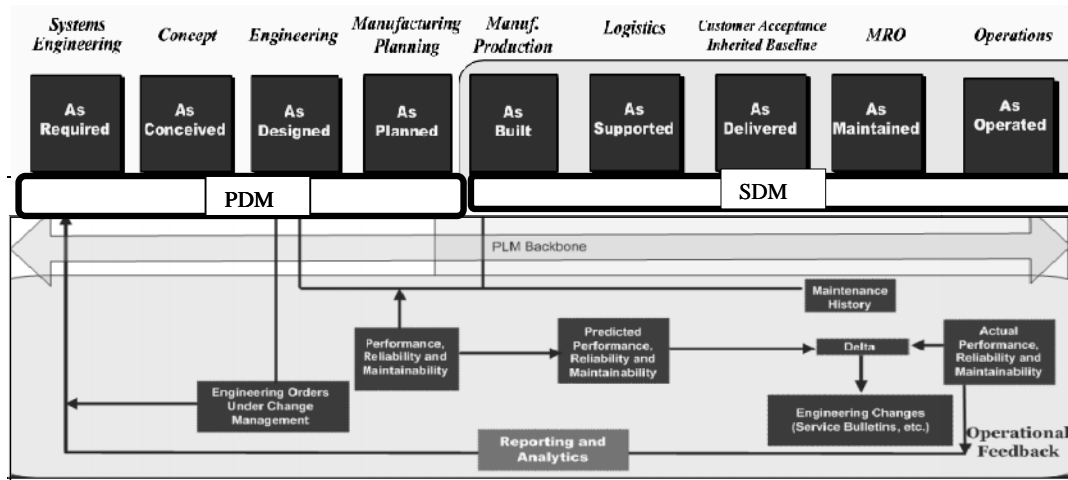 Systems
Engineering
Concept
Engineering
Manufacturing
Planning
Manuf.
Production
Logistics
Customer Acceptance
Inherited Baseline
MRO
Operations
As
Required
As
Conceived
As
Designed
As
Planned
As
Built
As
Supported
As
Delivered
As
Maintained
As
Operated
PDM
SDM
PLM Backbone
Maintenance
History
Performance,
Reliability and
Maintainability
Predicted
Performance,
Reliability and
Maintainability
Delta
Actual
Performance,
Reliability and
Maintainability
Engineering Orders
Under Change
Management
Engineering Changes
(Service Bulletins, etc.)
Reporting and
Analytics
Operational
Feedback